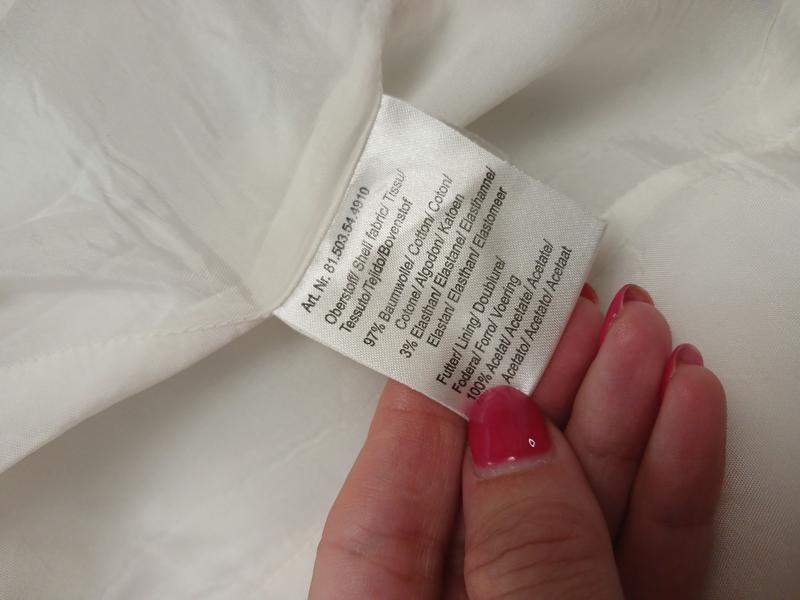 Art. Nr. 81.503.54.4910
Oberstoff/ Shell fabric/ Tissu/
Tessuto/Tejido/Bovenstof
97% Baumwolle/ Cotton/ Coton/
Cotone/ Algodon/ Katoen
3% Elasthan/ Elastane/ Elasthanne/
Elastan/ Elasthan/ Elastomeer
Futter/ Lining/ Doublure/
Fodera/ Forro/ Voering
100% Acetat/ Acetate/ Acetate/
Acetato/ Acetato/ Acetaat